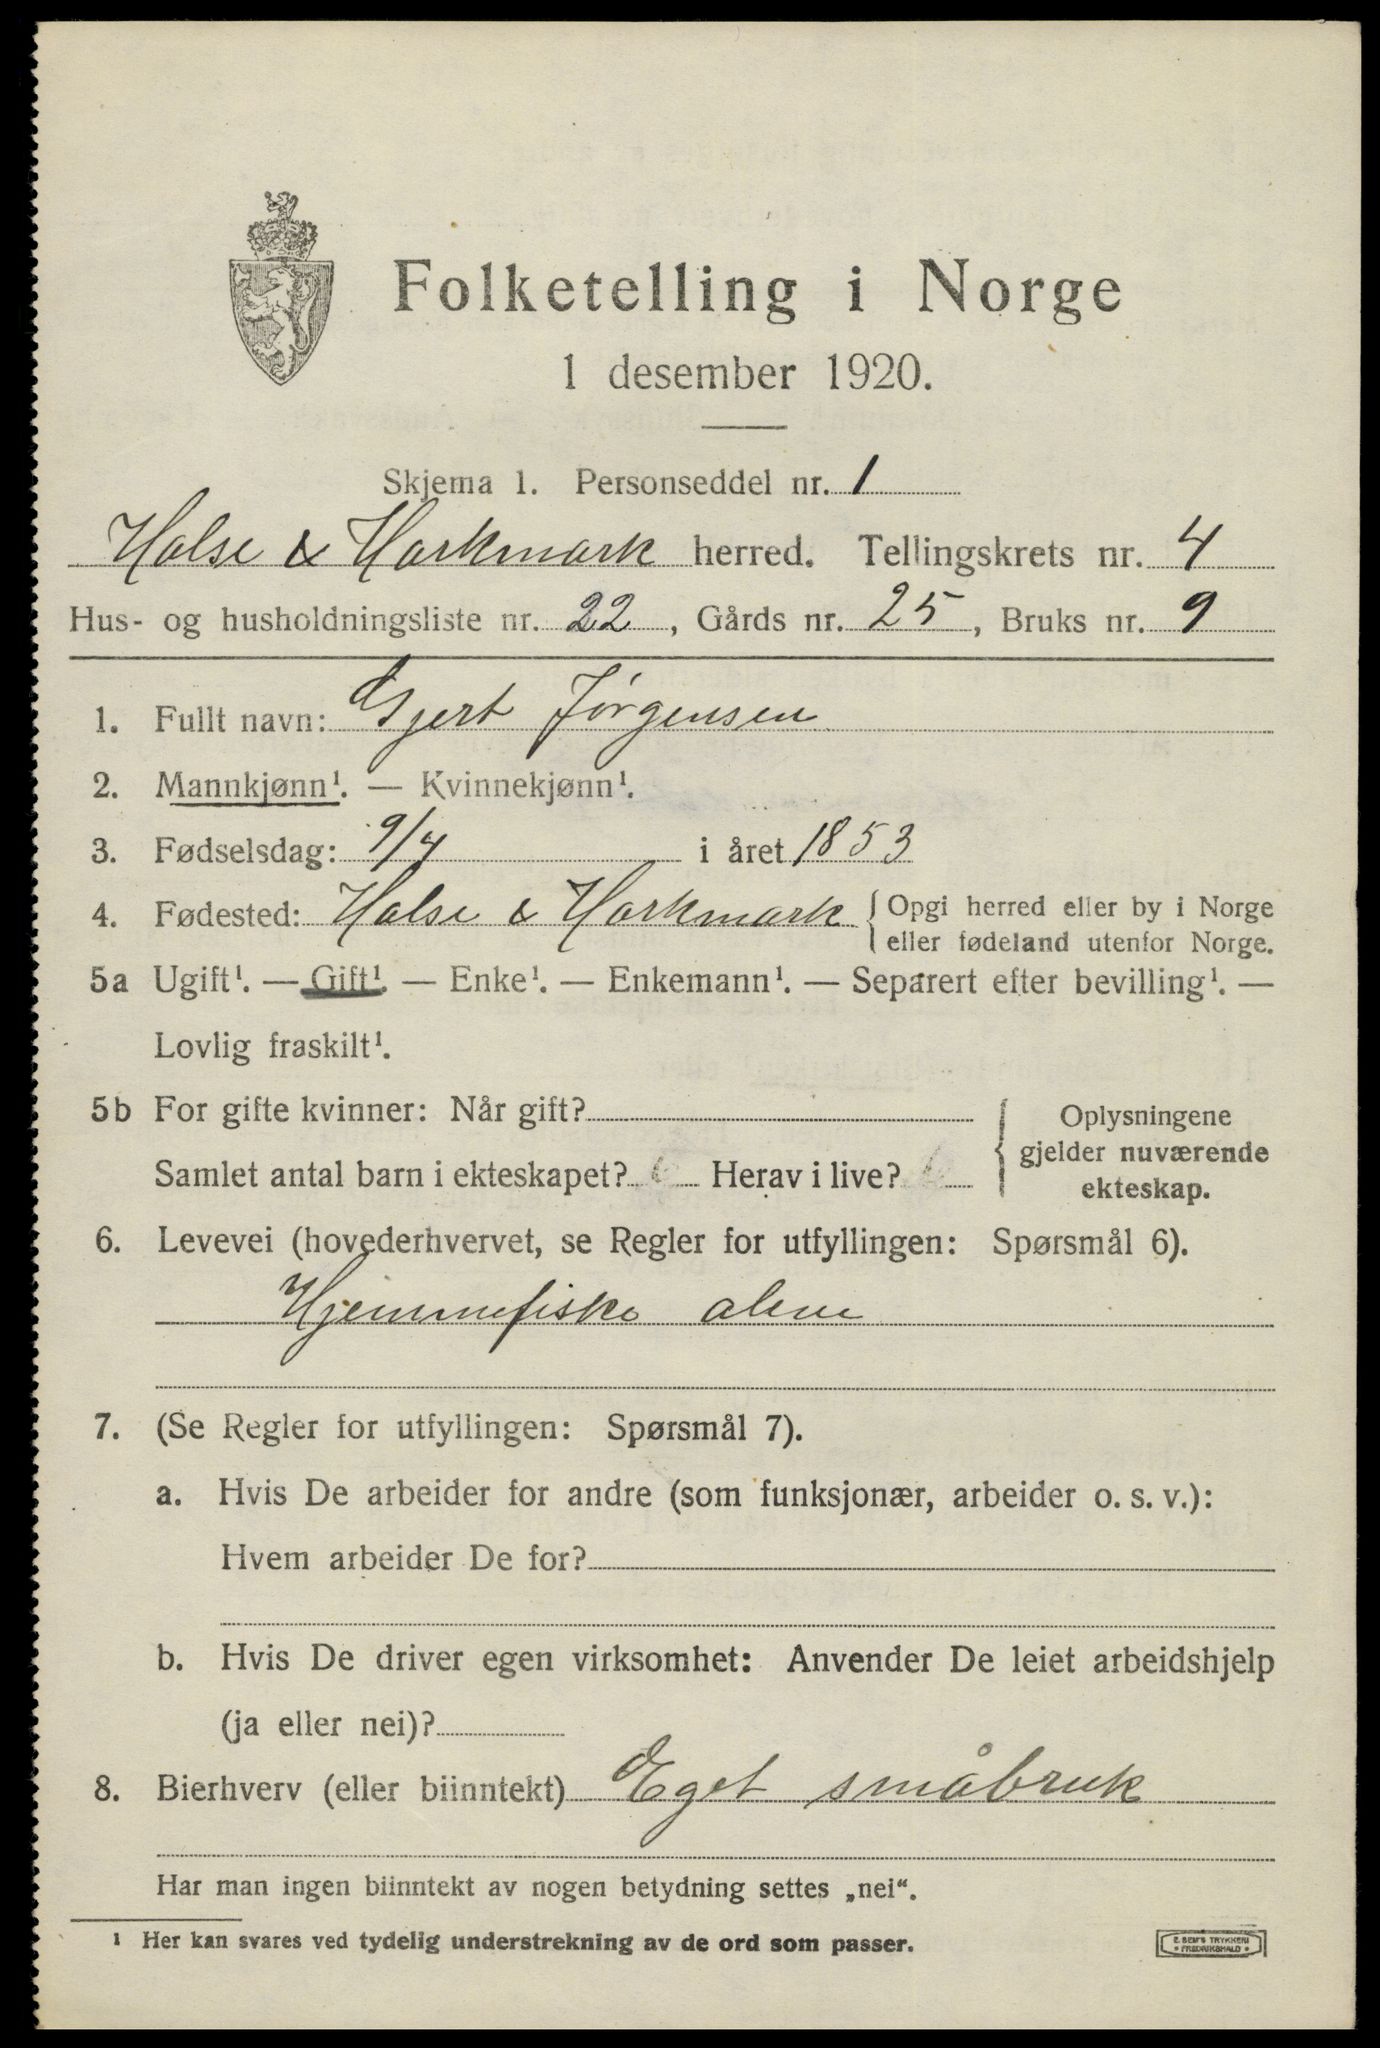 Folketelling i Norge
1 desember 1920.
Skjema 1. Personseddel nr. 1
Halse & Harkmark herred. Tellingskrets nr. 4
Hus- og husholdningsliste nr. 22, Gårds nr. 25, Bruks nr. 9
1. Fullt navn: Gjert Jørgensen
2. Mannkjønn¹. — Kvinnekjønn¹.
3. Fødselsdag: 9/4 i året 1853
4. Fødested: Halse & Harkmark { Opgi herred eller by i Norge
eller fødeland utenfor Norge.
5a Ugift¹. — Gift¹. — Enke¹. — Enkemann¹. — Separert efter bevilling¹. —
Lovlig fraskilt¹.
5b For gifte kvinner: Når gift?
Samlet antal barn i ekteskapet? 6 Herav i live? 6
Oplysningene
gjelder nuværende
ekteskap.
6. Levevei (hovederhvervet, se Regler for utfyllingen: Spørsmål 6).
Hjemmefiske alene
7. (Se Regler for utfyllingen: Spørsmål 7).
a. Hvis De arbeider for andre (som funksjonær, arbeider o. s. v.):
Hvem arbeider De for?
b. Hvis De driver egen virksomhet: Anvender De leiet arbeidshjelp
(ja eller nei)?
8. Bierhverv (eller biinntekt) Eget småbruk
Har man ingen biinntekt av nogen betydning settes „nei“.
¹ Her kan svares ved tydelig understrekning av de ord som passer.
E. SEM'S TRYKKERI
• FREDRIKSHALD •